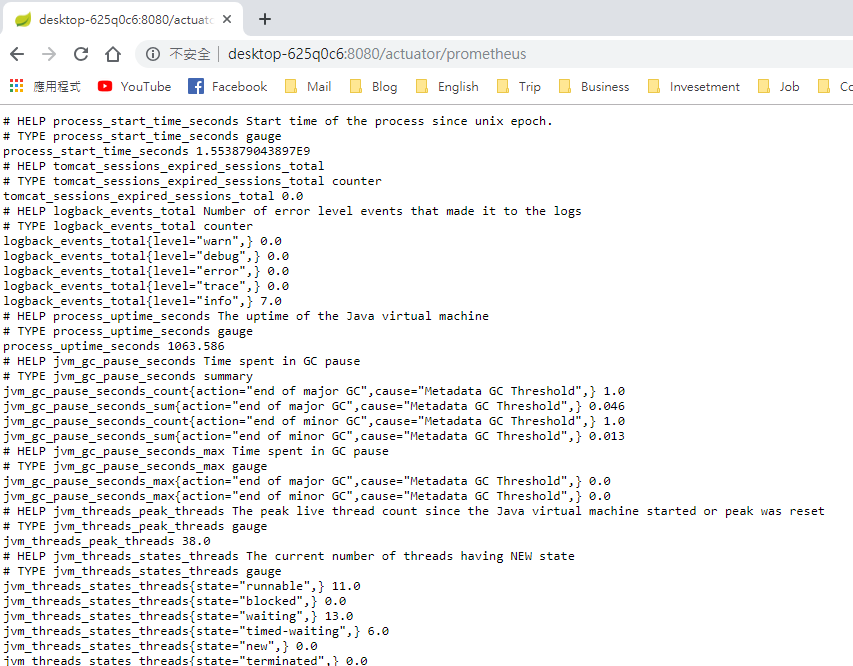 desktop-625q0c6:8080/actuato
不安全 desktop-625q0c6:8080/actuator/prometheus
應用程式 YouTube Facebook Mail Blog English Trip Business Invesetment Job Co
# HELP process_start_time_seconds Start time of the process since unix epoch.
# TYPE process_start_time_seconds gauge
process_start_time_seconds 1.553879043897E9
# HELP tomcat_sessions_expired_sessions_total
# TYPE tomcat_sessions_expired_sessions_total counter
tomcat_sessions_expired_sessions_total 0.0
# HELP logback_events_total Number of error level events that made it to the logs
# TYPE logback_events_total counter
logback_events_total{level="warn",} 0.0
logback_events_total{level="debug",} 0.0
logback_events_total{level="error",} 0.0
logback_events_total{level="trace",} 0.0
logback_events_total{level="info",} 7.0
# HELP process_uptime_seconds The uptime of the Java virtual machine
# TYPE process_uptime_seconds gauge
process_uptime_seconds 1063.586
# HELP jvm_gc_pause_seconds Time spent in GC pause
# TYPE jvm_gc_pause_seconds summary
jvm_gc_pause_seconds_count{action="end of major GC",cause="Metadata GC Threshold",} 1.0
jvm_gc_pause_seconds_sum{action="end of major GC",cause="Metadata GC Threshold",} 0.046
jvm_gc_pause_seconds_count{action="end of minor GC",cause="Metadata GC Threshold",} 1.0
jvm_gc_pause_seconds_sum{action="end of minor GC",cause="Metadata GC Threshold",} 0.013
# HELP jvm_gc_pause_seconds_max Time spent in GC pause
# TYPE jvm_gc_pause_seconds_max gauge
jvm_gc_pause_seconds_max{action="end of major GC",cause="Metadata GC Threshold",} 0.0
jvm_gc_pause_seconds_max{action="end of minor GC",cause="Metadata GC Threshold",} 0.0
# HELP jvm_threads_peak_threads The peak live thread count since the Java virtual machine started or peak was reset
# TYPE jvm_threads_peak_threads gauge
jvm_threads_peak_threads 38.0
# HELP jvm_threads_states_threads The current number of threads having NEW state
# TYPE jvm_threads_states_threads gauge
jvm_threads_states_threads{state="runnable",} 11.0
jvm_threads_states_threads{state="blocked",} 0.0
jvm_threads_states_threads{state="waiting",} 13.0
jvm_threads_states_threads{state="timed-waiting",} 6.0
jvm_threads_states_threads{state="new",} 0.0
jvm_threads_states_threads{state="terminated",} 0.0